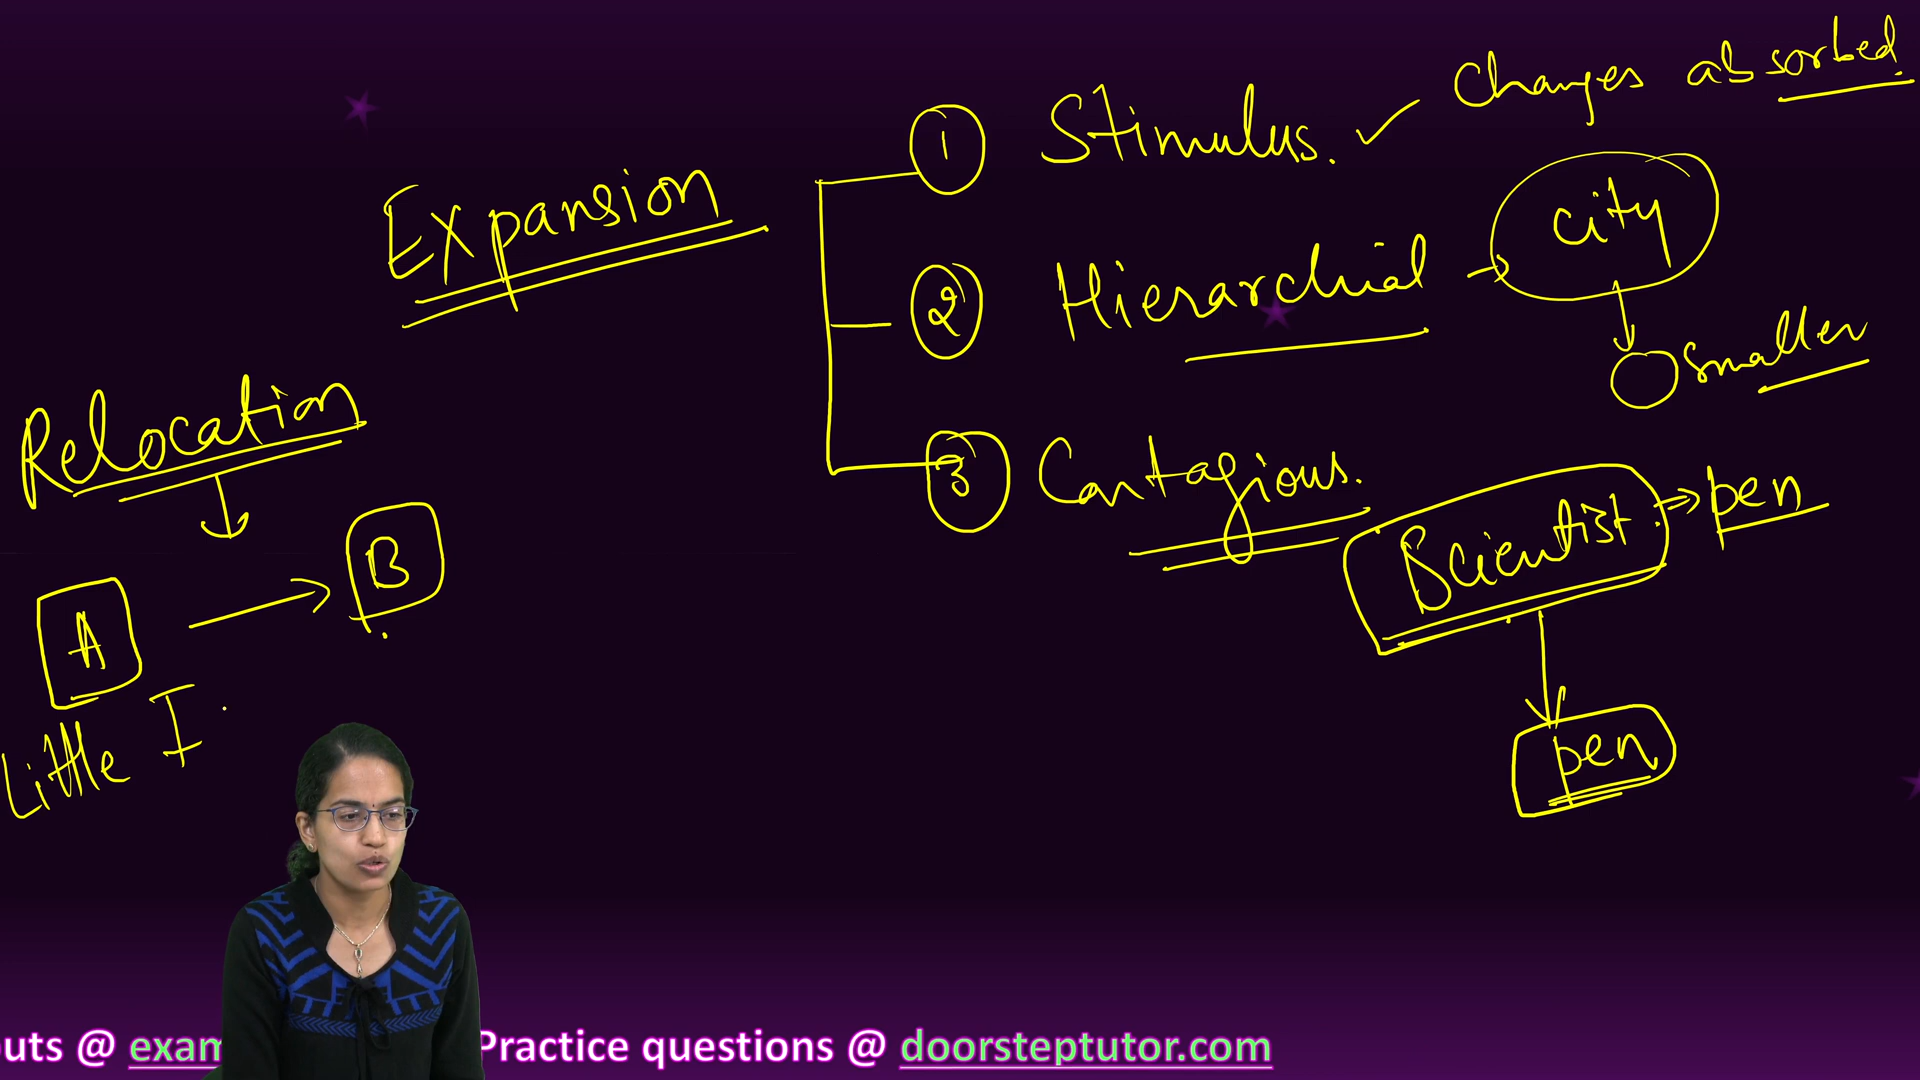 Changes absorbed.
1 Stimulus. ✓
Expansion
city
2 Hierarchial →
smaller
Relocation
3 Contagious.
Scientist → pen
A → B
Little I
pen
outs @ exam
Practice questions @ doorsteptutor.com